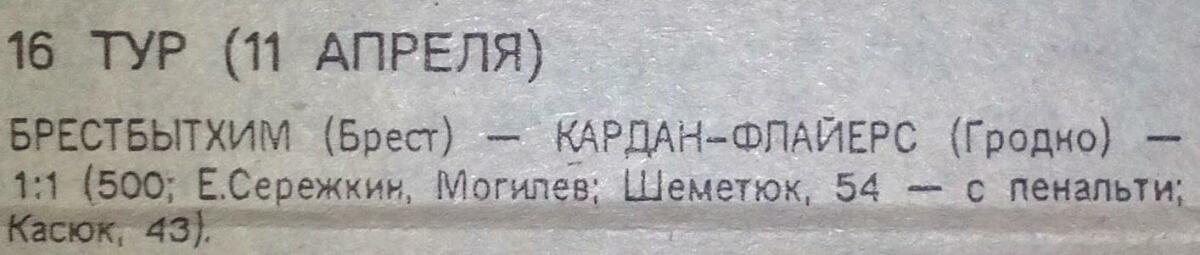 16 ТУР (11 АПРЕЛЯ)
БРЕСТБЫТХИМ (Брест) — КАРДАН-ФЛАЙЕРС (Гродно) —
1:1 (500; Е.Сережкин, Могилев; Шеметюк, 54 — с пенальти;
Касюк, 43).